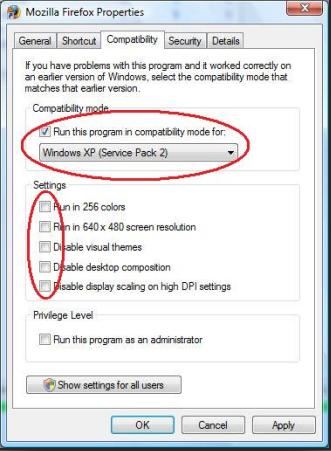 Mozilla Firefox Properties
General Shortcut Compatibility Security Details
If you have problems with this program and it worked correctly on
an earlier version of Windows, select the compatibility mode that
matches that earlier version.
Compatibility mode
Run this program in compatibility mode for:
Windows XP (Service Pack 2)
Settings
Run in 256 colors
Run in 640 x 480 screen resolution
Disable visual themes
Disable desktop composition
Disable display scaling on high DPI settings
Privilege Level
Run this program as an administrator
Show settings for all users
OK Cancel Apply